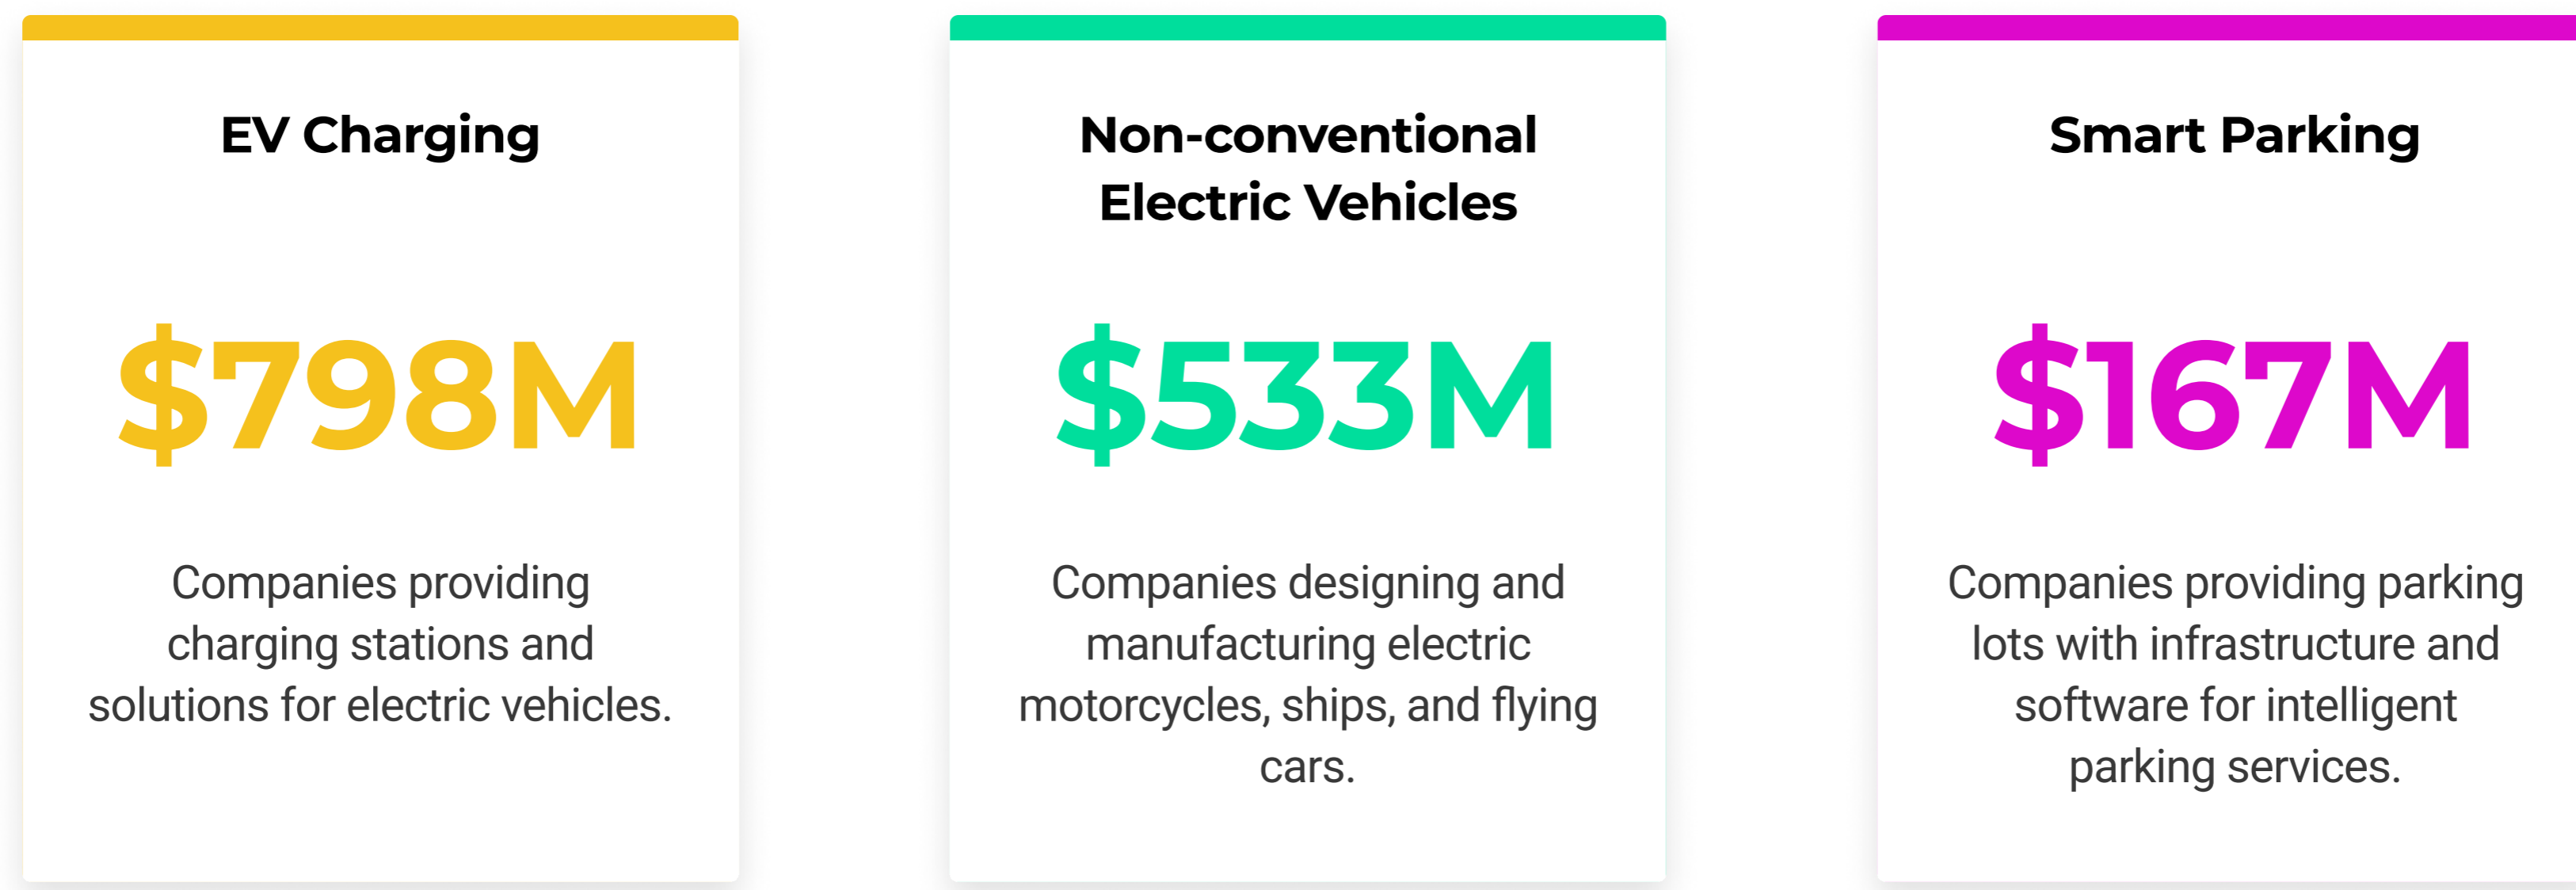 EV Charging
$798M
Companies providing
charging stations and
solutions for electric vehicles.
Non-conventional
Electric Vehicles
$533M
Companies designing and
manufacturing electric
motorcycles, ships, and flying
cars.
Smart Parking
$167M
Companies providing parking
lots with infrastructure and
software for intelligent
parking services.